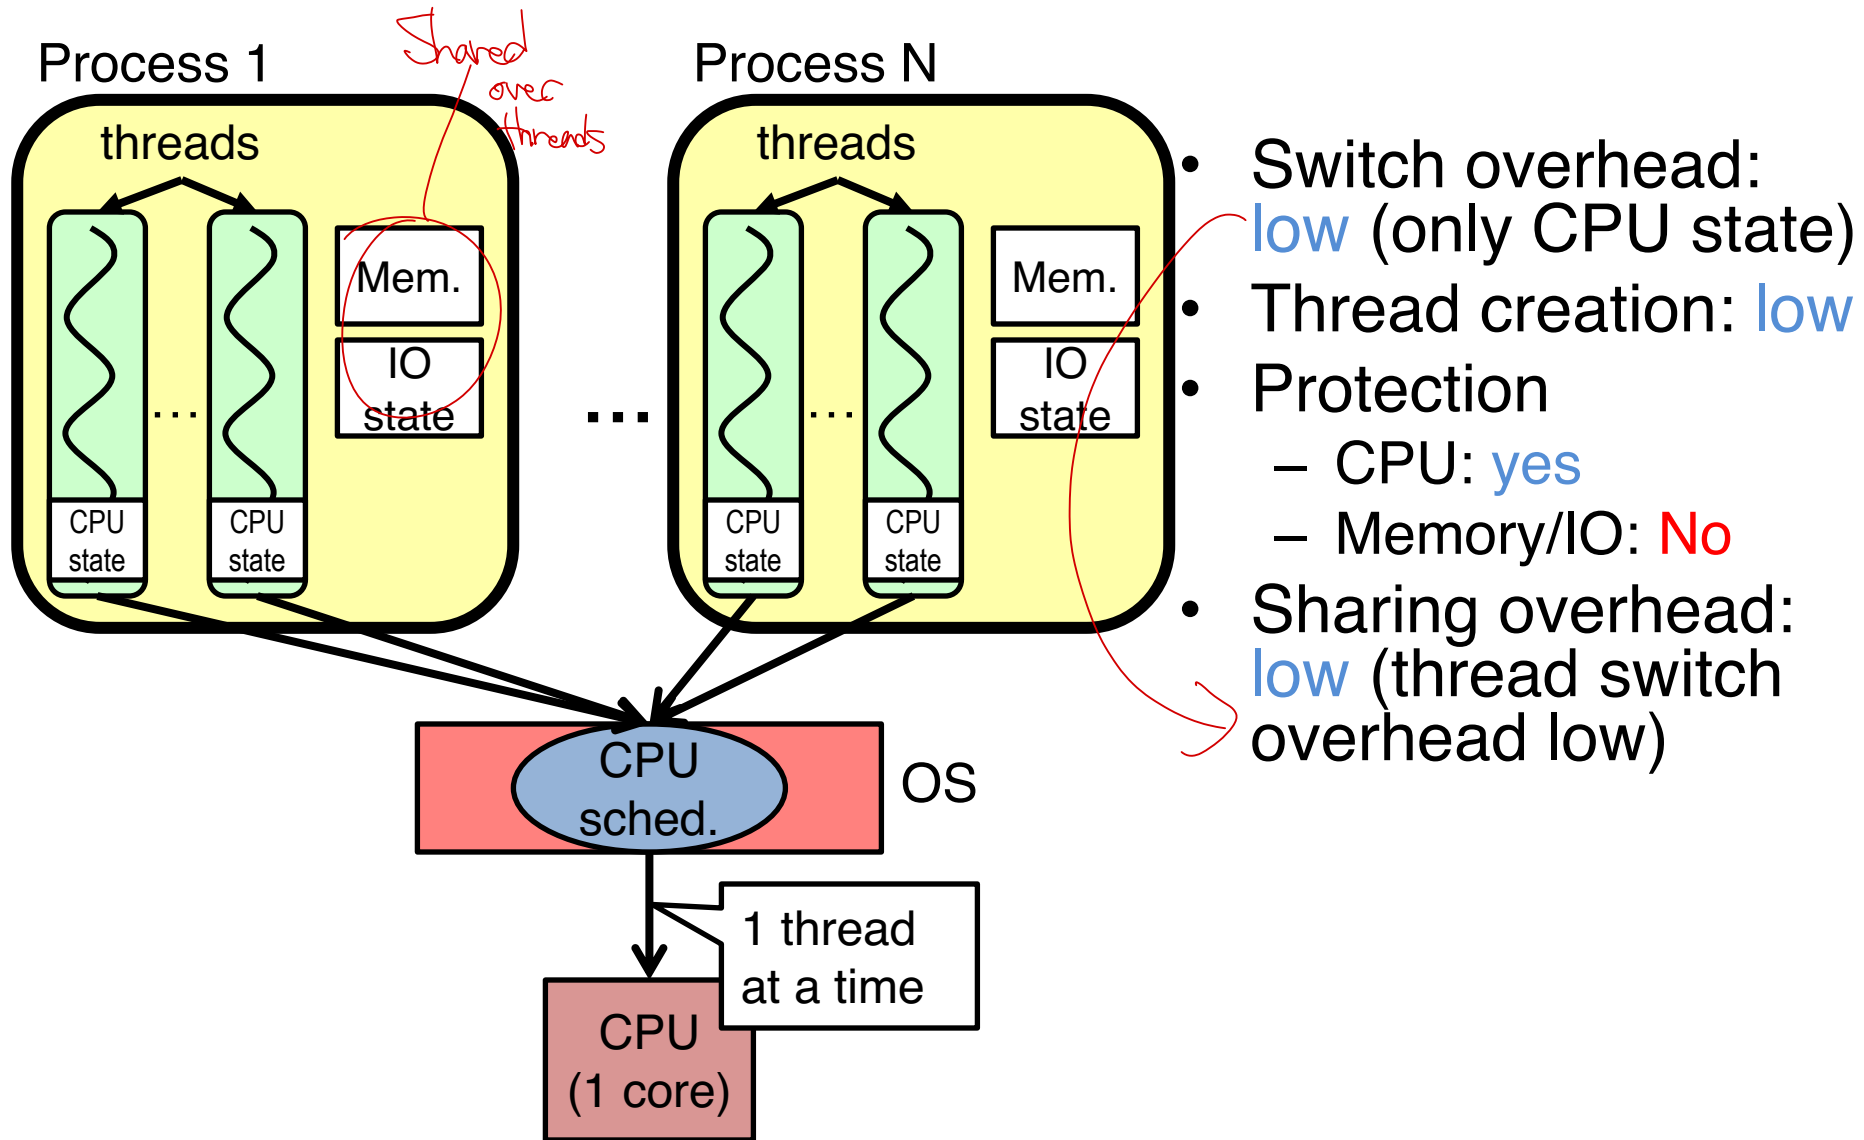 Process 1
Shared
over
threads
threads
Mem.
IO
state
...
CPU
state
CPU
state
...
Process N
threads
Mem.
IO
state
...
CPU
state
CPU
state
CPU
sched.
OS
1 thread
at a time
CPU
(1 core)
• Switch overhead:
low (only CPU state)
• Thread creation: low
• Protection
– CPU: yes
– Memory/IO: No
• Sharing overhead:
low (thread switch
overhead low)